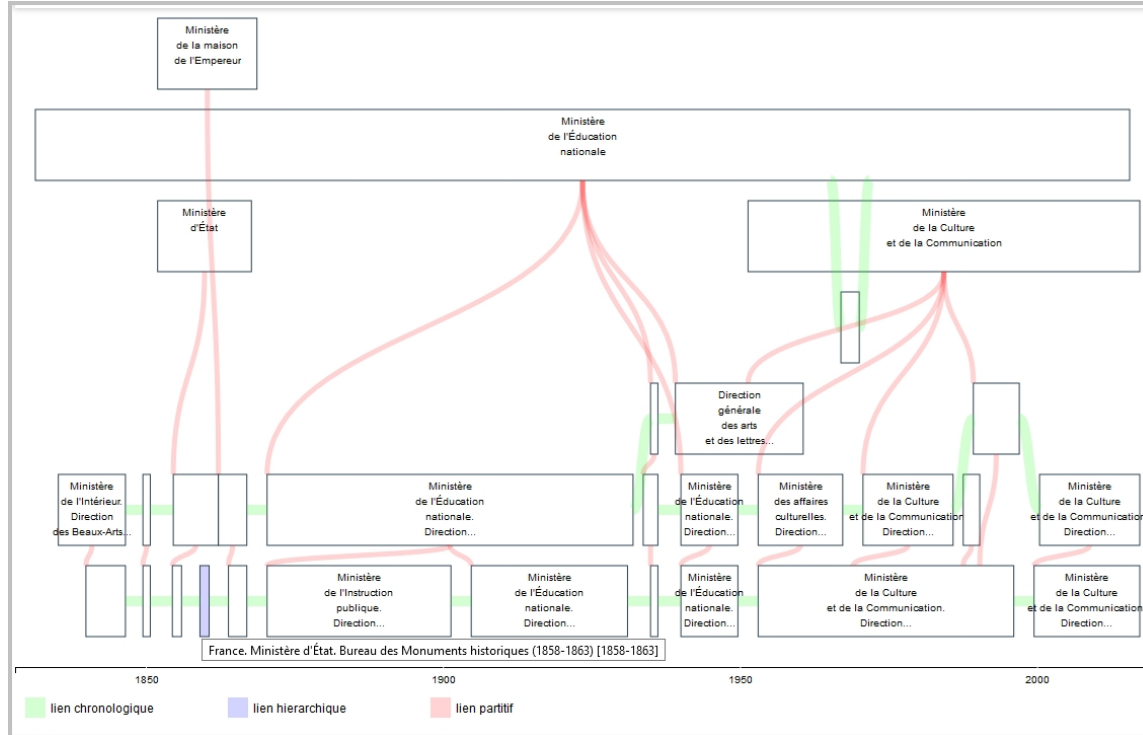 Ministère
de la maison
de l'Empereur
Ministère
de l'Éducation
nationale
Ministère
d'État
Ministère
de la Culture
et de la Communication
Direction
générale
des arts
et des lettres...
Ministère
de l'Intérieur.
Direction
des Beaux-Arts...
Ministère
de l'Éducation
nationale.
Direction...
Ministère
de l'Éducation
nationale.
Direction...
Ministère
des affaires
culturelles.
Direction...
Ministère
de la Culture
et de la Communication
Direction...
Ministère
de la Culture
et de la Communication
Direction...
Ministère
de l'Instruction
publique.
Direction...
Ministère
de l'Éducation
nationale.
Direction...
Ministère
de l'Éducation
nationale.
Direction...
Ministère
de la Culture
et de la Communication.
Direction...
Ministère
de la Culture
et de la Communication
Direction...
France. Ministère d'État. Bureau des Monuments historiques (1858-1863) [1858-1863]
1850
1900
1950
2000
lien chronologique
lien hierarchique
lien partitif